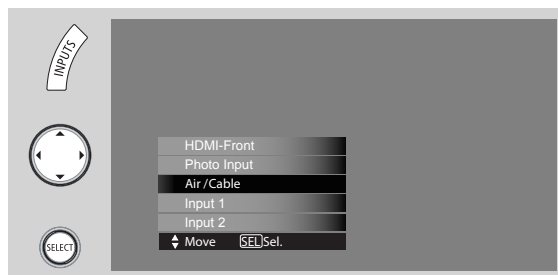 INPUTS
HDMI-Front
Photo Input
Air /Cable
Input 1
Input 2
Move SEL Sel.
SELECT